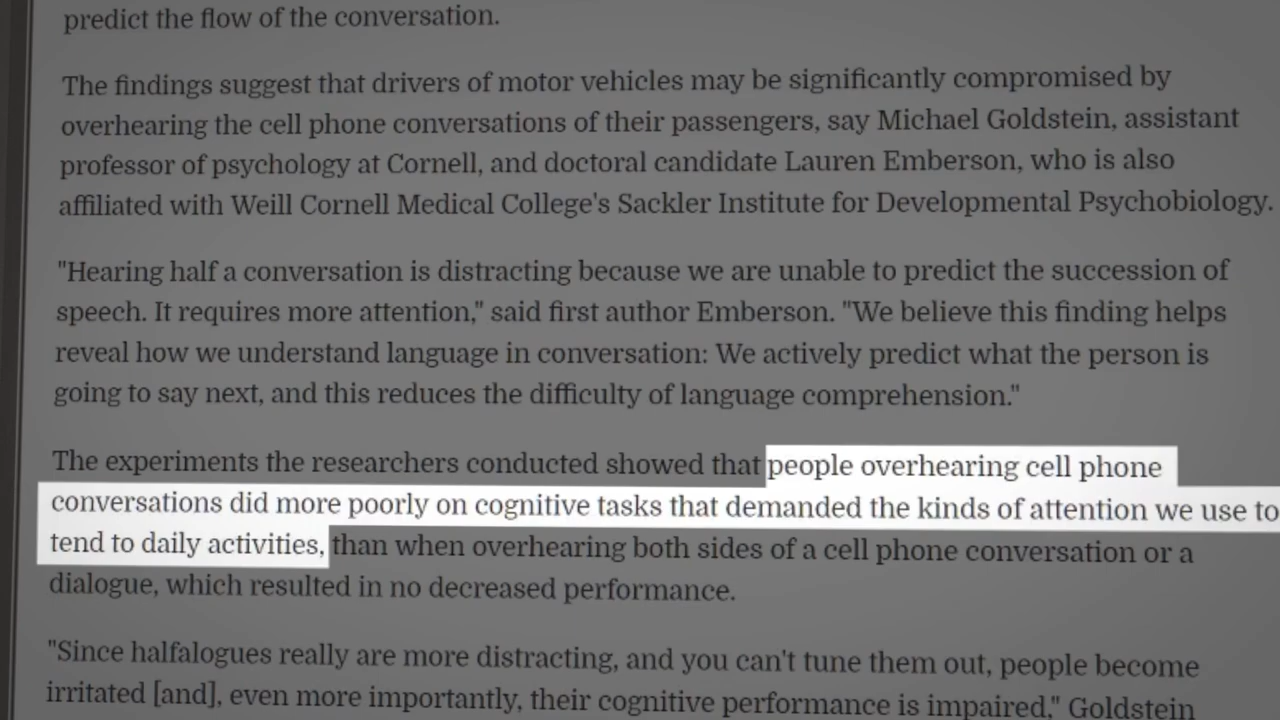 predict the flow of the conversation.
The findings suggest that drivers of motor vehicles may be significantly compromised by
overhearing the cell phone conversations of their passengers, say Michael Goldstein, assistant
professor of psychology at Cornell, and doctoral candidate Lauren Emberson, who is also
affiliated with Weill Cornell Medical College's Sackler Institute for Developmental Psychobiology.
"Hearing half a conversation is distracting because we are unable to predict the succession of
speech. It requires more attention," said first author Emberson. "We believe this finding helps
reveal how we understand language in conversation: We actively predict what the person is
going to say next, and this reduces the difficulty of language comprehension."
The experiments the researchers conducted showed that people overhearing cell phone
conversations did more poorly on cognitive tasks that demanded the kinds of attention we use to
tend to daily activities, than when overhearing both sides of a cell phone conversation or a
dialogue, which resulted in no decreased performance.
"Since halfalogues really are more distracting, and you can't tune them out, people become
irritated [and], even more importantly, their cognitive performance is impaired," Goldstein